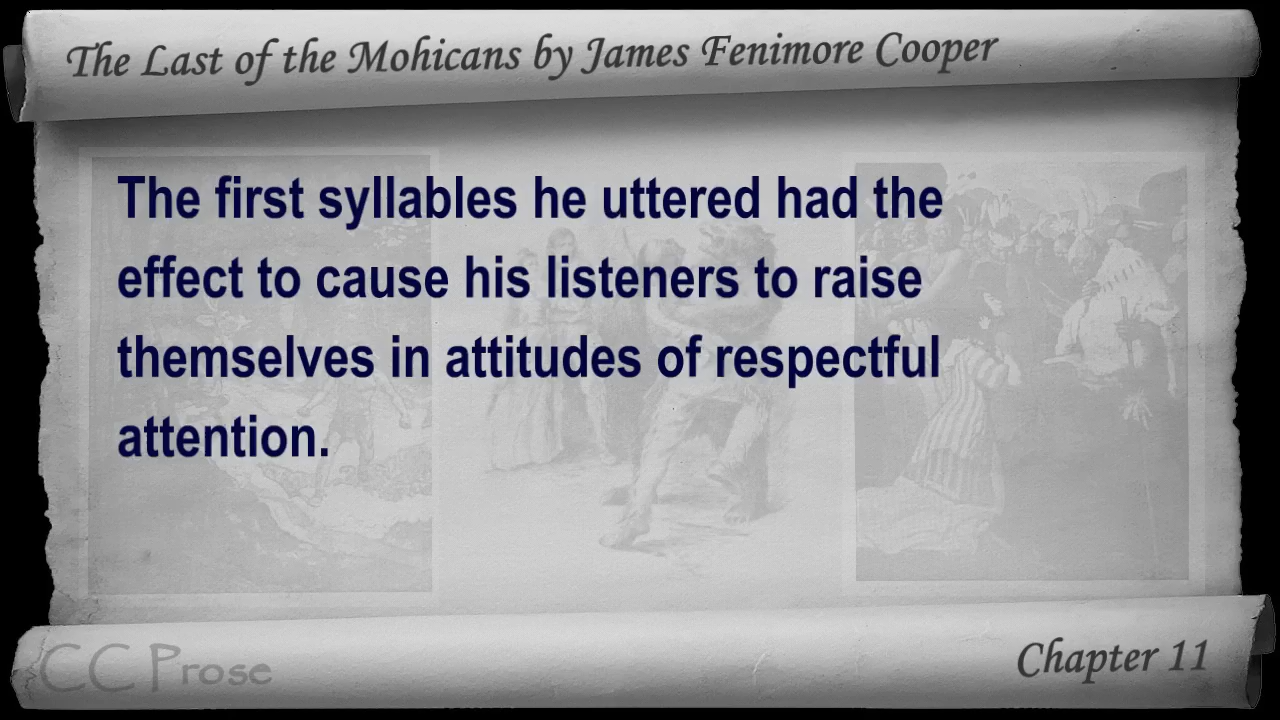 The Last of the Mohicans by James Fenimore Cooper
The first syllables he uttered had the
effect to cause his listeners to raise
themselves in attitudes of respectful
attention.
CC Prose
Chapter 11